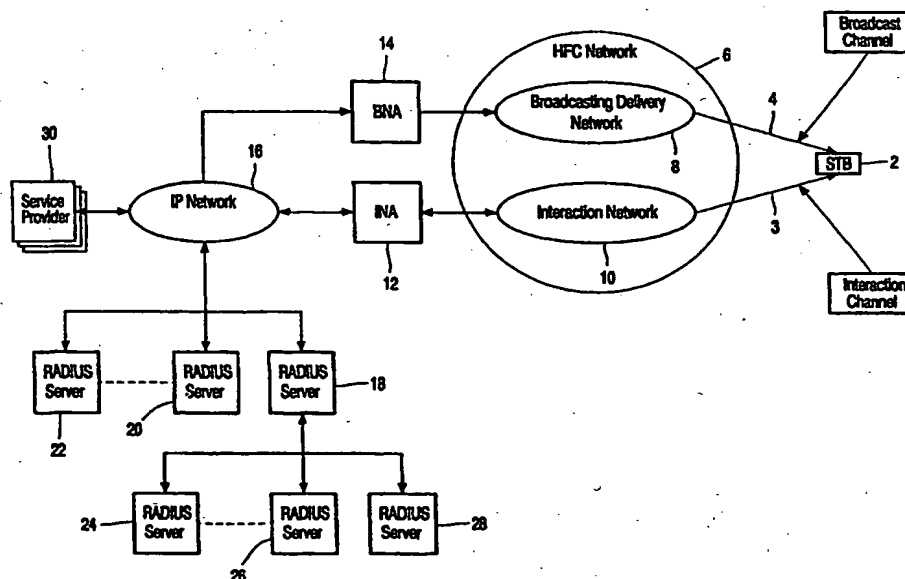 Broadcast
Channel
14
HFC Network
6
BNA
Broadcasting Delivery
Network
4
8
STB
2
30
16
Service
Provider
IP Network
INA
Interaction Network
3
12
10
Interaction
Channel
RADIUS
Server
RADIUS
Server
RADIUS
Server
18
22
20
24
RADIUS
Server
RADIUS
Server
RADIUS
Server
28
26